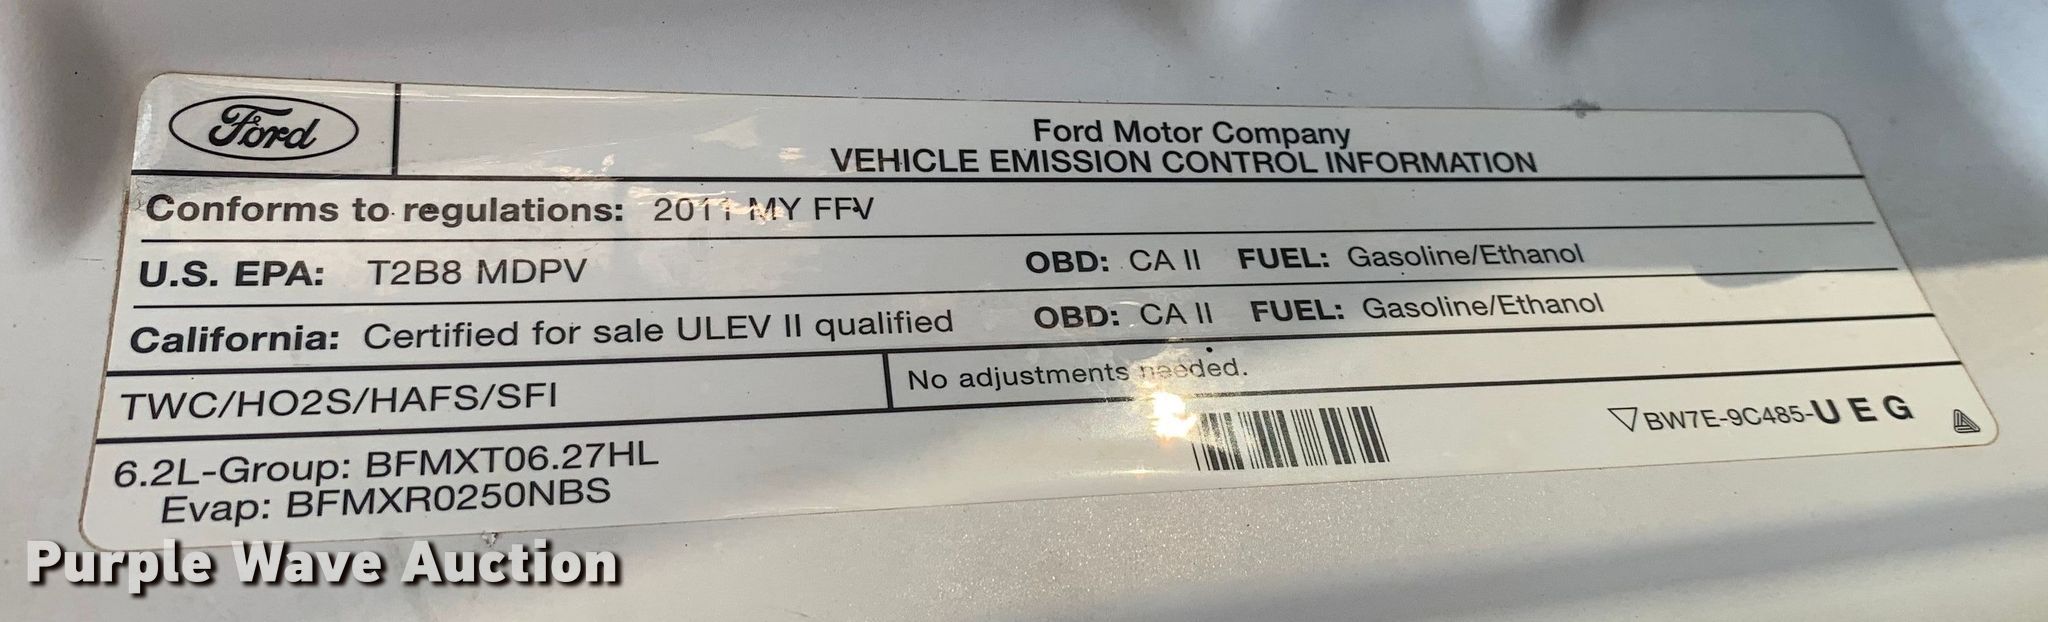 Ford
Ford Motor Company
VEHICLE EMISSION CONTROL INFORMATION
Conforms to regulations: 2011 MY FFV
U.S. EPA: T2B8 MDPV OBD: CA II FUEL: Gasoline/Ethanol
California: Certified for sale ULEV II qualified OBD: CA II FUEL: Gasoline/Ethanol
TWC/HO2S/HAFS/SFI
No adjustments needed.
6.2L-Group: BFMXT06.27HL
Evap: BFMXR0250NBS
BW7E-9C485-UEG
Purple Wave Auction